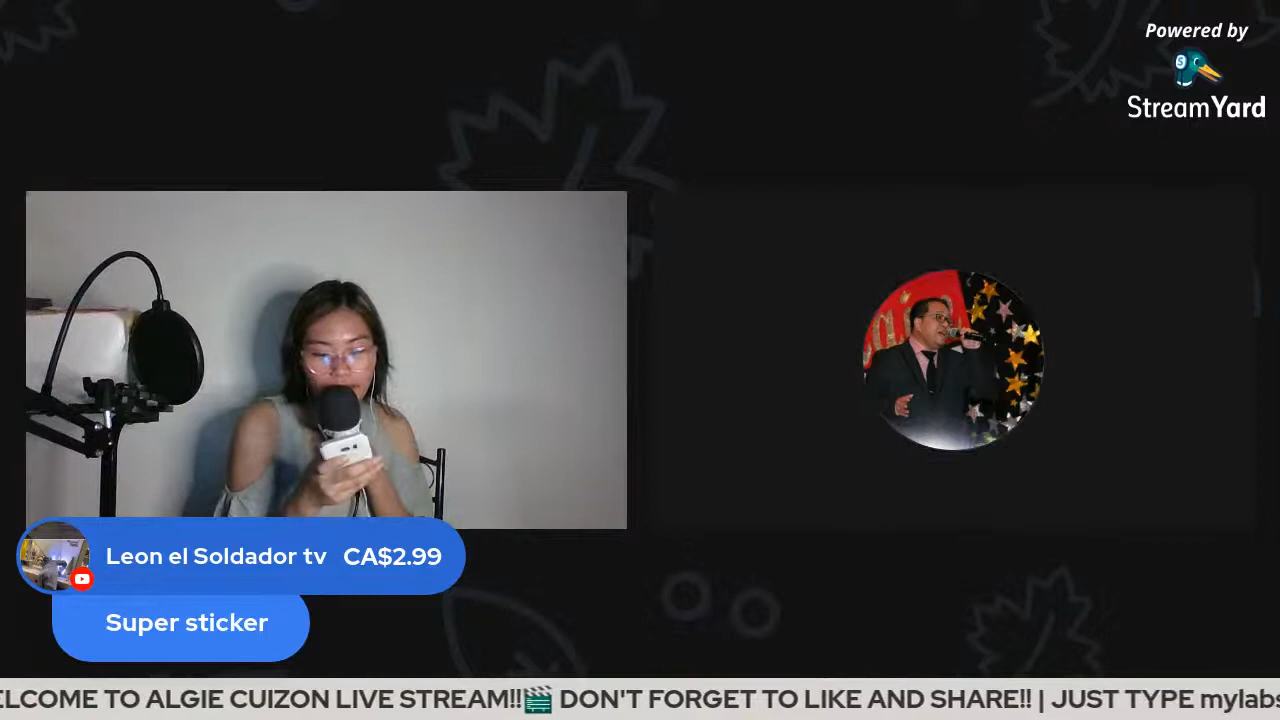 Powered by
StreamYard
Leon el Soldador tv CA$2.99
Super sticker
ELCOME TO ALGIE CUIZON LIVE STREAM!!🎬 DON'T FORGET TO LIKE AND SHARE!! | JUST TYPE mylabs